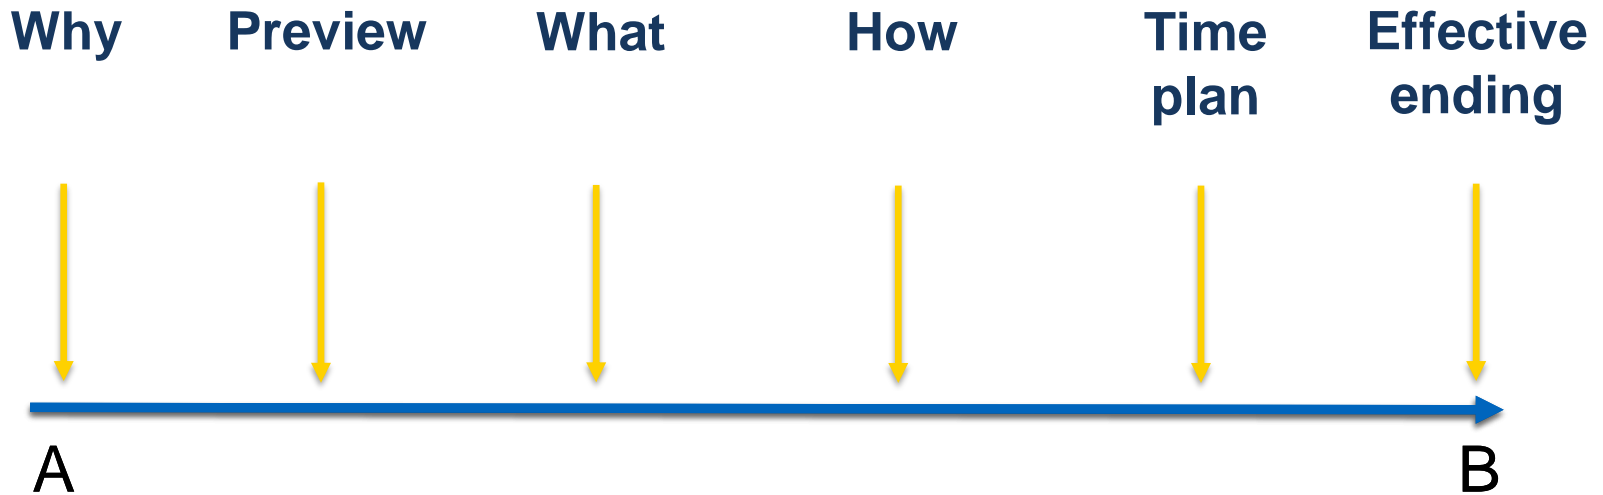 Why
Preview
What
How
Time
plan
Effective
ending
A
B